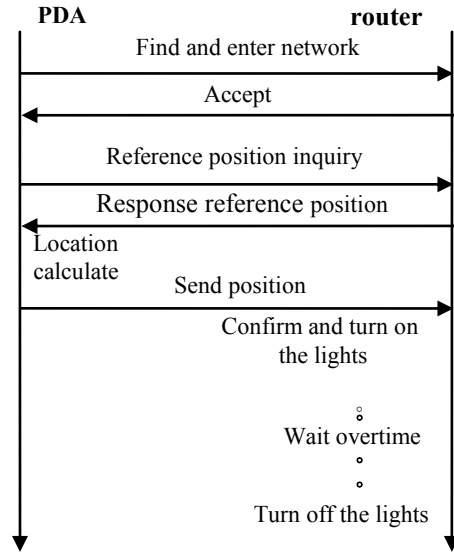 PDA router
Find and enter network
Accept
Reference position inquiry
Response reference position
Location
calculate
Send position
Confirm and turn on
the lights
Wait overtime
Turn off the lights